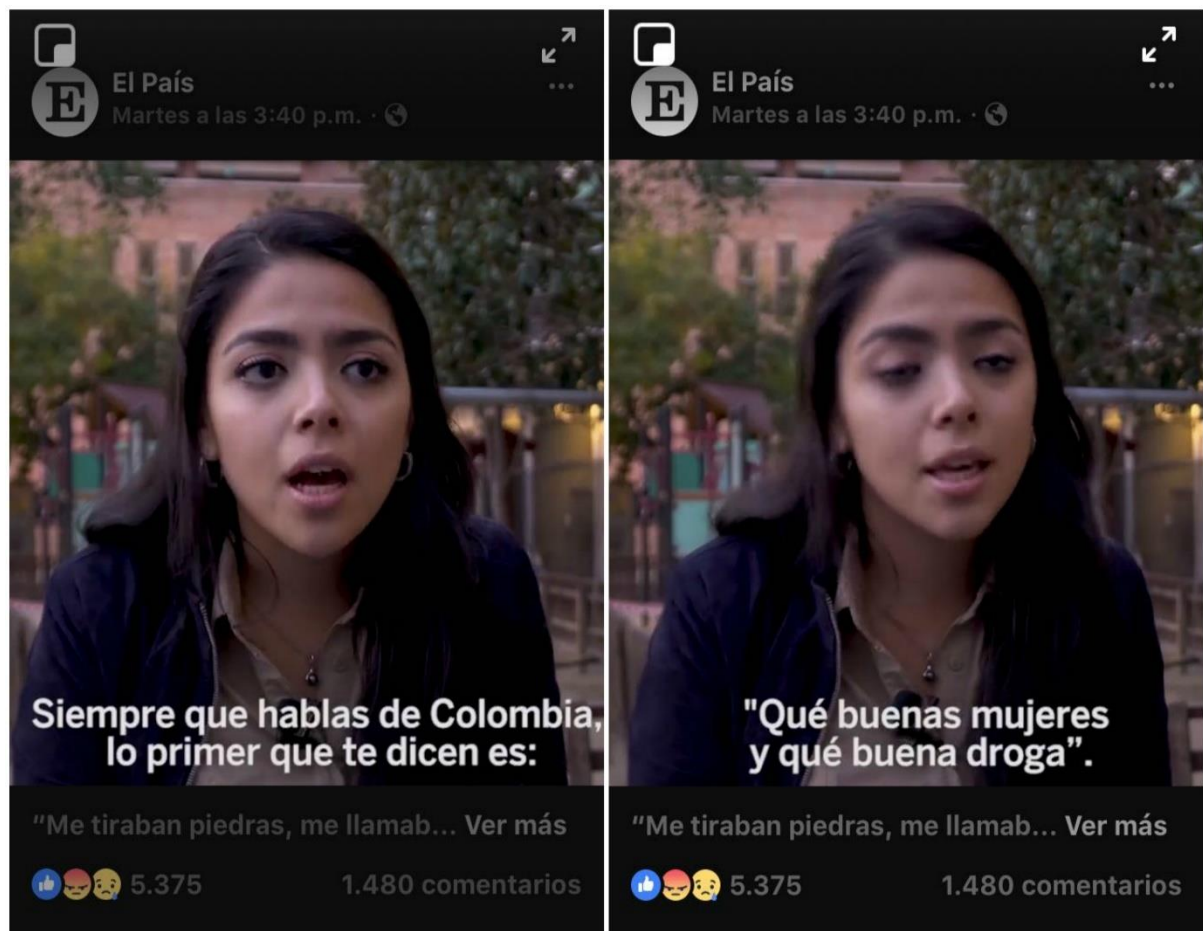 E
El País
Martes a las 3:40 p.m. ·
Siempre que hablas de Colombia,
lo primer que te dicen es:
“Me tiraban piedras, me llamab... Ver más
5.375
1.480 comentarios
E
El País
Martes a las 3:40 p.m. ·
"Qué buenas mujeres
y qué buena droga”.
“Me tiraban piedras, me llamab... Ver más
5.375
1.480 comentarios